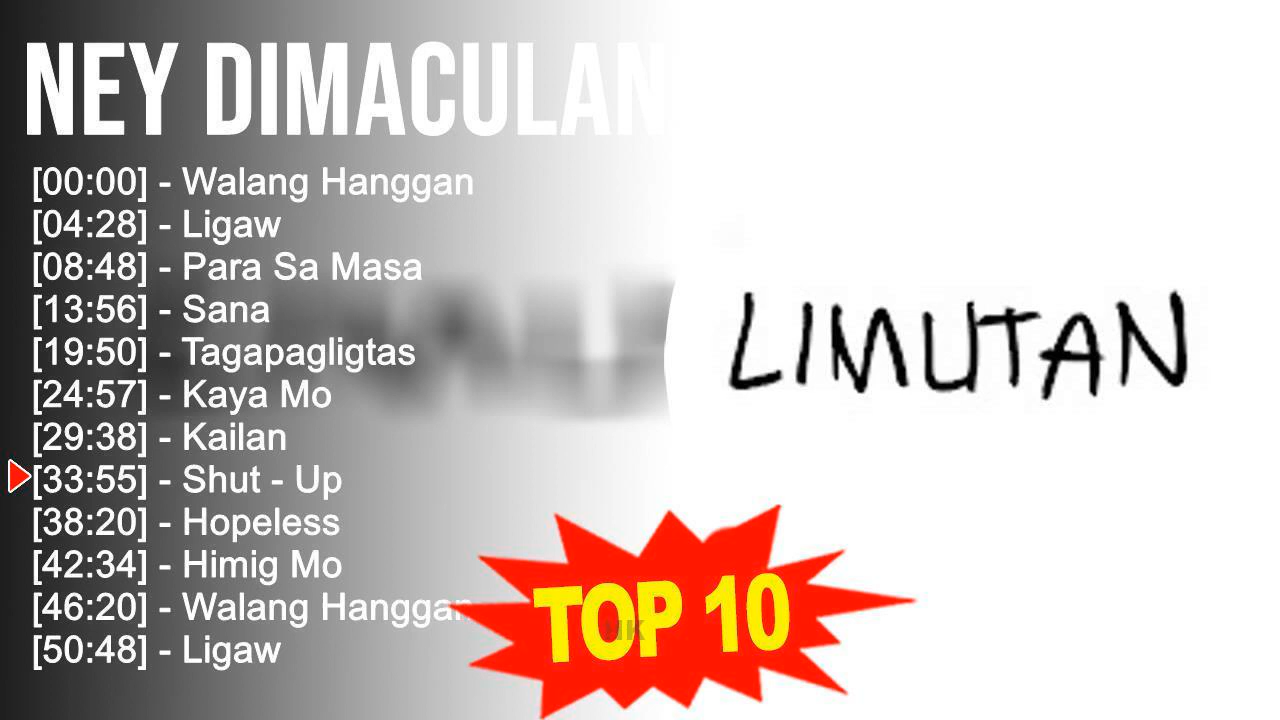 NEY DIMACULAN
[00:00] - Walang Hanggan
[04:28] - Ligaw
[08:48] - Para Sa Masa
[13:56] - Sana
[19:50] - Tagapagligtas
[24:57] - Kaya Mo
[29:38] - Kailan
[33:55] - Shut - Up
[38:20] - Hopeless
[42:34] - Himig Mo
[46:20] - Walang Hanggan
[50:48] - Ligaw
LIMUTAN
TOP 10
NK